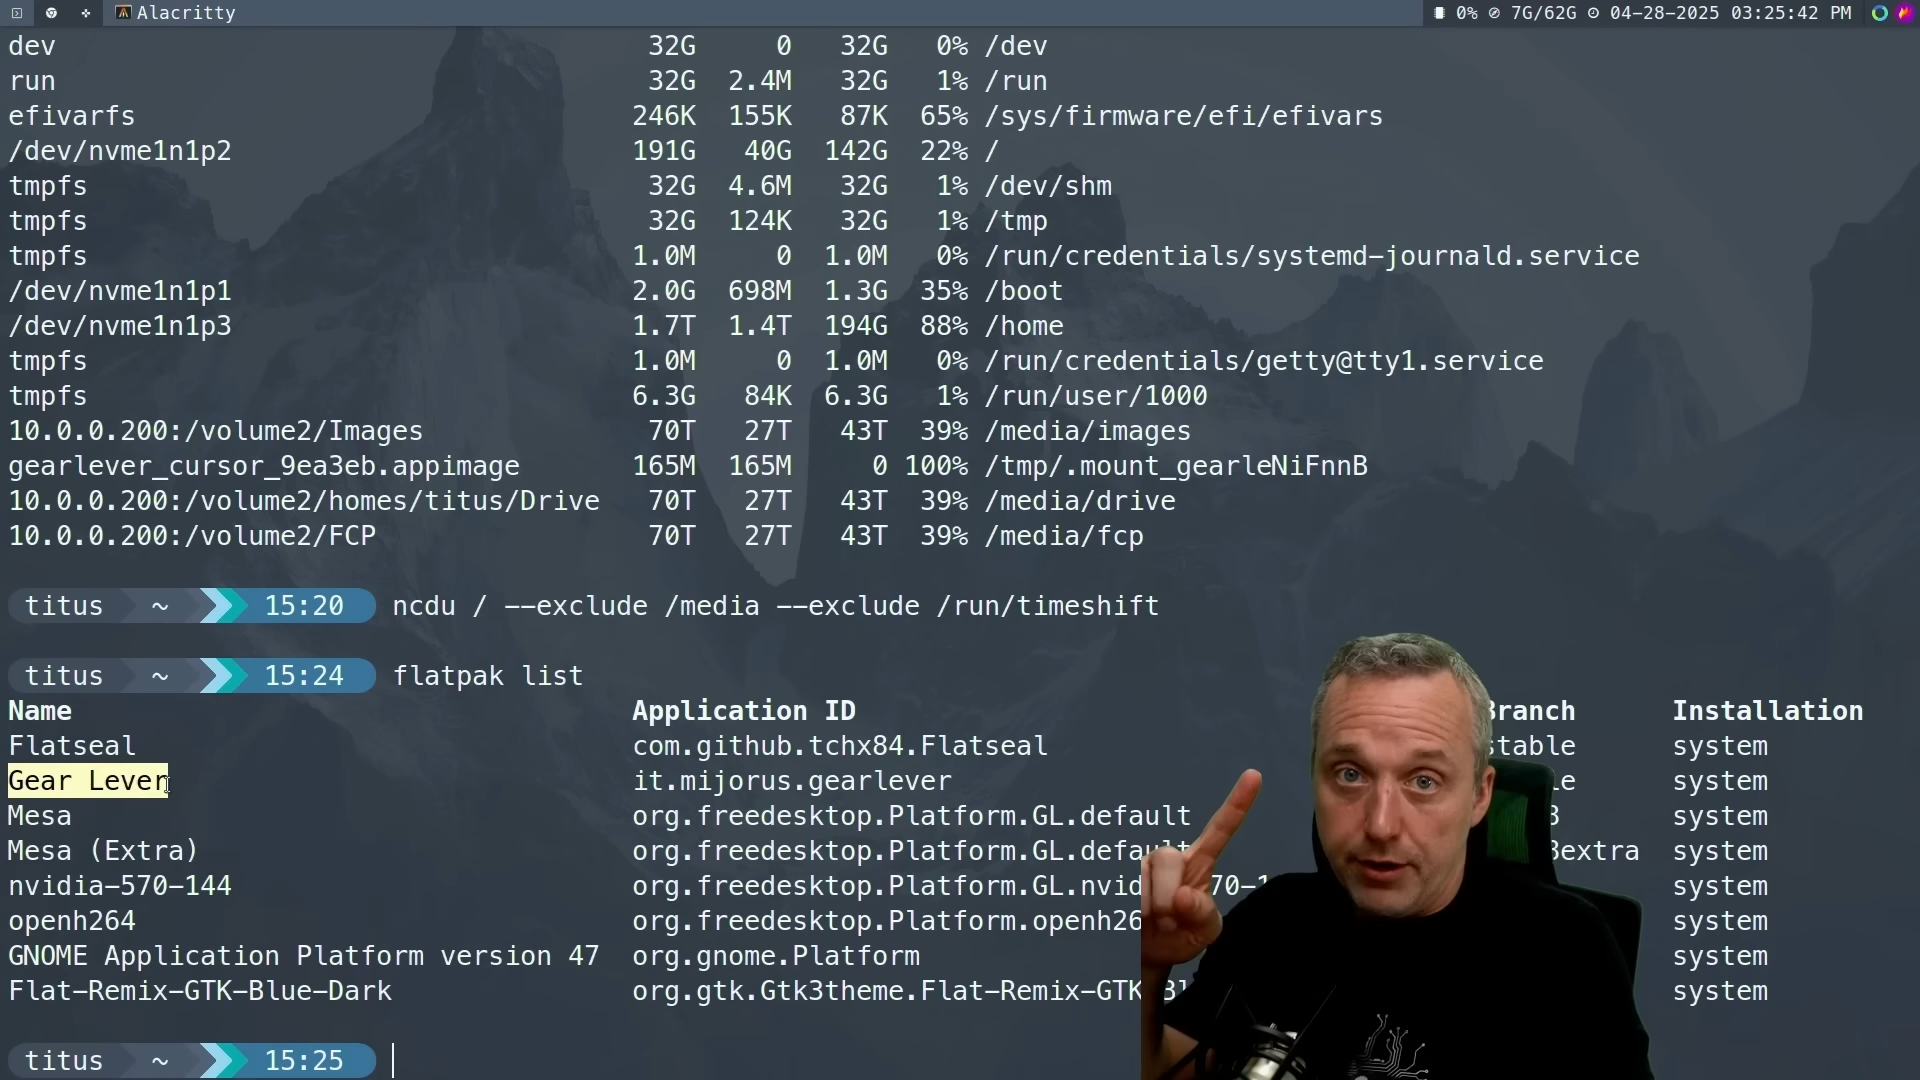 Alacritty 0% 7G/62G 04-28-2025 03:25:42 PM
dev 32G 0 32G 0% /dev
run 32G 2.4M 32G 1% /run
efivarfs 246K 155K 87K 65% /sys/firmware/efi/efivars
/dev/nvme1n1p2 191G 40G 142G 22% /
tmpfs 32G 4.6M 32G 1% /dev/shm
tmpfs 32G 124K 32G 1% /tmp
tmpfs 1.0M 0 1.0M 0% /run/credentials/systemd-journald.service
/dev/nvme1n1p1 2.0G 698M 1.3G 35% /boot
/dev/nvme1n1p3 1.7T 1.4T 194G 88% /home
tmpfs 1.0M 0 1.0M 0% /run/credentials/getty@tty1.service
tmpfs 6.3G 84K 6.3G 1% /run/user/1000
10.0.0.200:/volume2/Images 70T 27T 43T 39% /media/images
gearlever_cursor_9ea3eb.appimage 165M 165M 0 100% /tmp/.mount_gearleNiFnnB
10.0.0.200:/volume2/homes/titus/Drive 70T 27T 43T 39% /media/drive
10.0.0.200:/volume2/FCP 70T 27T 43T 39% /media/fcp
titus ~ 15:20 ncdu / --exclude /media --exclude /run/timeshift
titus ~ 15:24 flatpak list
Name Application ID Branch Installation
Flatseal com.github.tchx84.Flatseal stable system
Gear Lever it.mijorus.gearlever system
Mesa org.freedesktop.Platform.GL.default system
Mesa (Extra) org.freedesktop.Platform.GL.default system
nvidia-570-144 system
openh264 system
GNOME Application Platform version 47 org.gnome.Platform system
Flat-Remix-GTK-Blue-Dark system
titus ~ 15:25